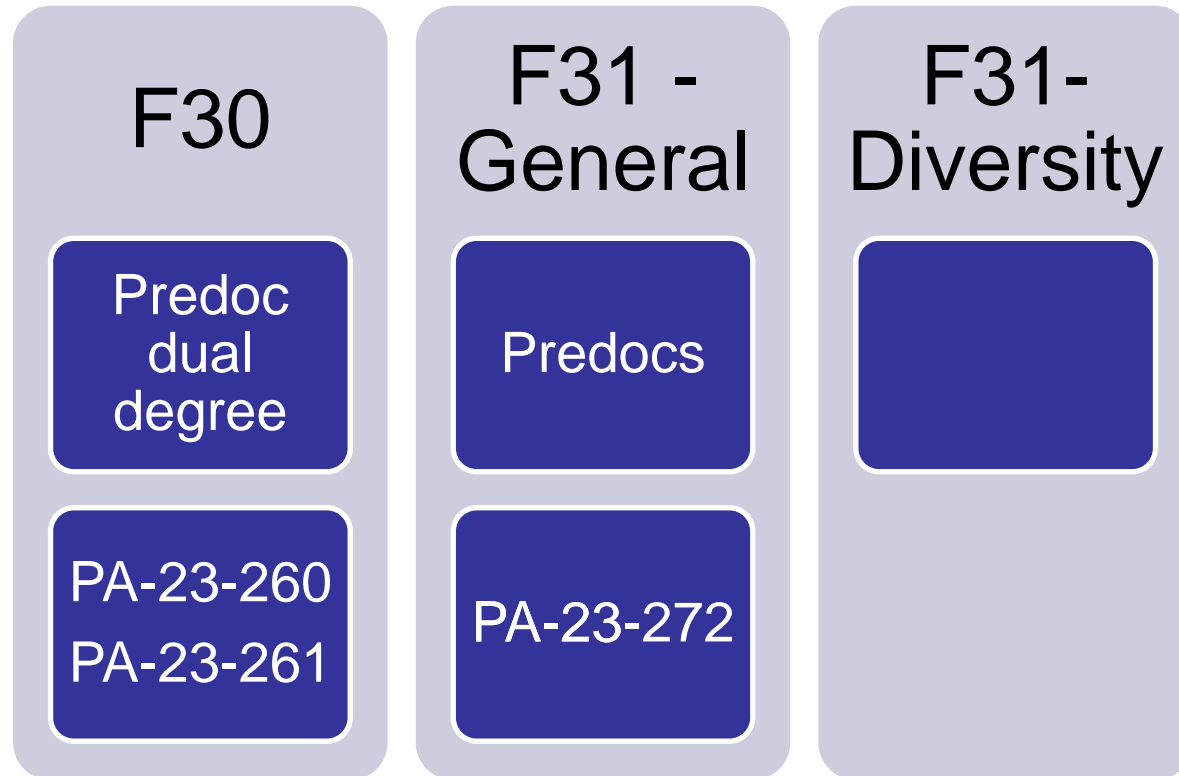 F30
Predoc
dual
degree
PA-23-260
PA-23-261
F31 -
General
Predocs
PA-23-272
F31-
Diversity